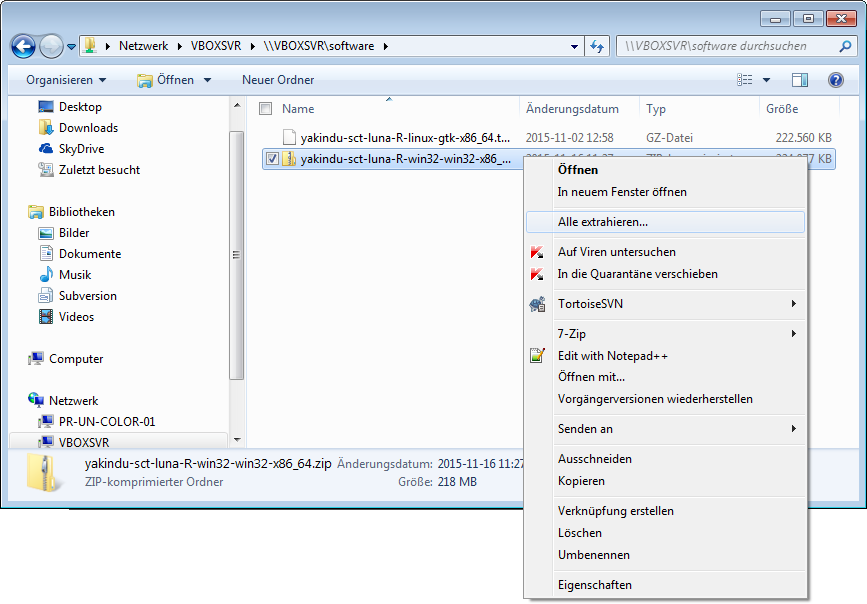 Netzwerk VBOXSVR \\VBOXSVR\software
\\VBOXSVR\software durchsuchen
Organisieren Öffnen Neuer Ordner
Desktop
Downloads
SkyDrive
Zuletzt besucht
Bibliotheken
Bilder
Dokumente
Musik
Subversion
Videos
Computer
Netzwerk
PR-UN-COLOR-01
VBOXSVR
Name Änderungsdatum Typ Größe
yakindu-sct-luna-R-linux-gtk-x86_64.t... 2015-11-02 12:58 GZ-Datei 222.560 KB
yakindu-sct-luna-R-win32-win32-x86_... KB
Öffnen
In neuem Fenster öffnen
Alle extrahieren...
Auf Viren untersuchen
In die Quarantäne verschieben
TortoiseSVN
7-Zip
Edit with Notepad++
Öffnen mit...
Vorgängerversionen wiederherstellen
Senden an
Ausschneiden
Kopieren
Verknüpfung erstellen
Löschen
Umbenennen
Eigenschaften
yakindu-sct-luna-R-win32-win32-x86_64.zip Änderungsdatum: 2015-11-16 11:27
ZIP-komprimierter Ordner Größe: 218 MB